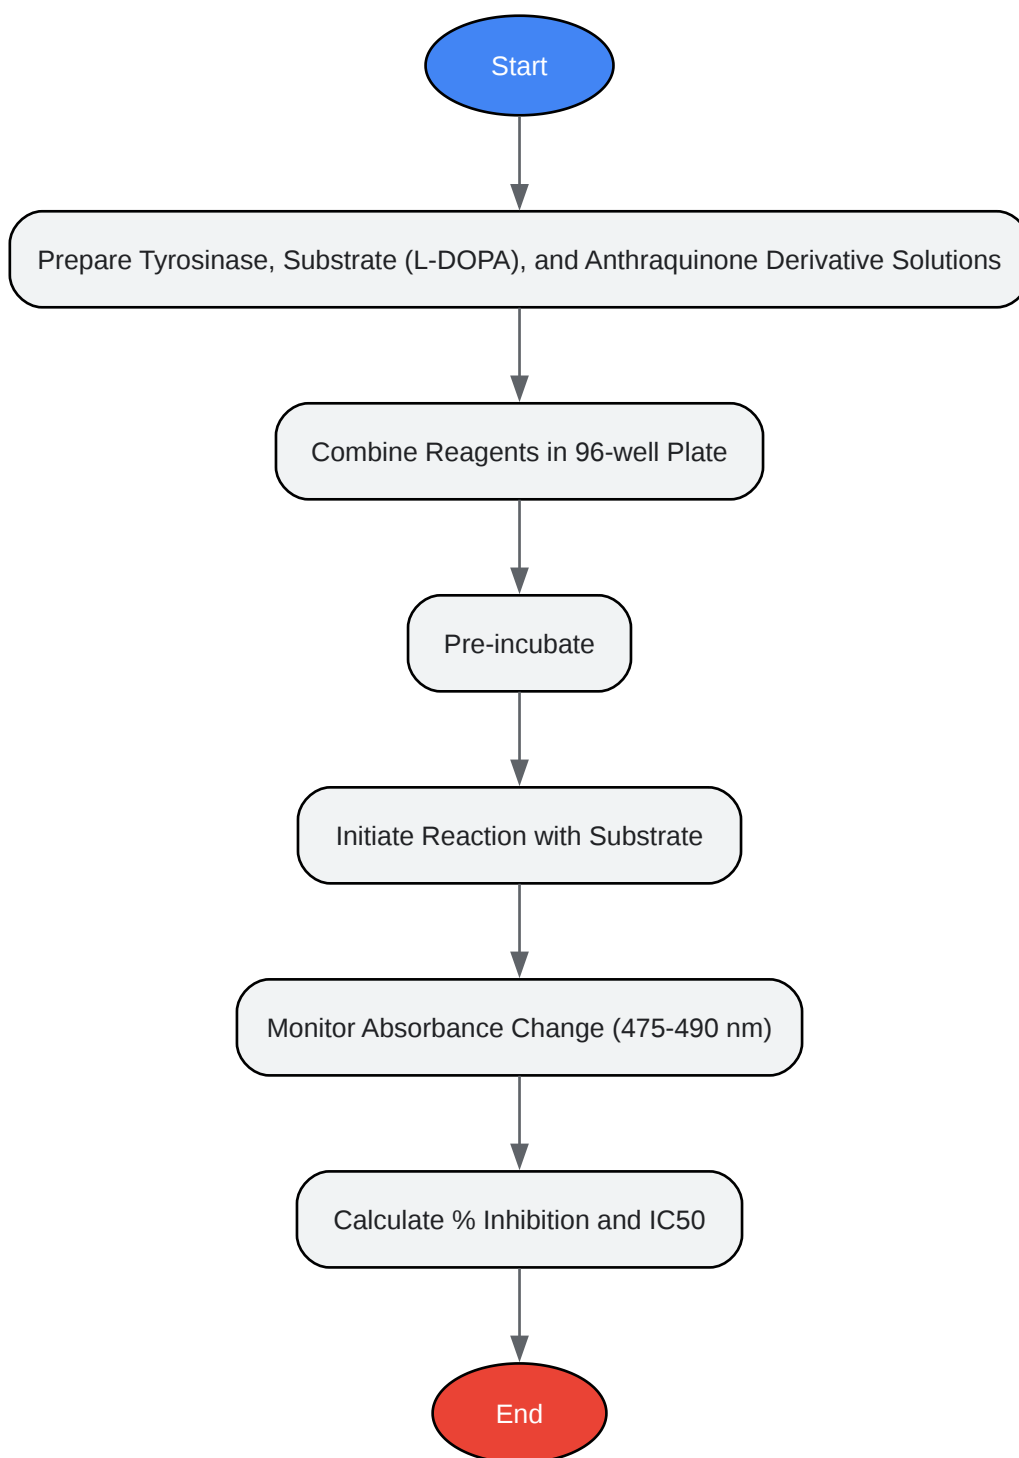 Start
Prepare Tyrosinase, Substrate (L-DOPA), and Anthraquinone Derivative Solutions
Combine Reagents in 96-well Plate
Pre-incubate
Initiate Reaction with Substrate
Monitor Absorbance Change (475-490 nm)
Calculate % Inhibition and IC50
End